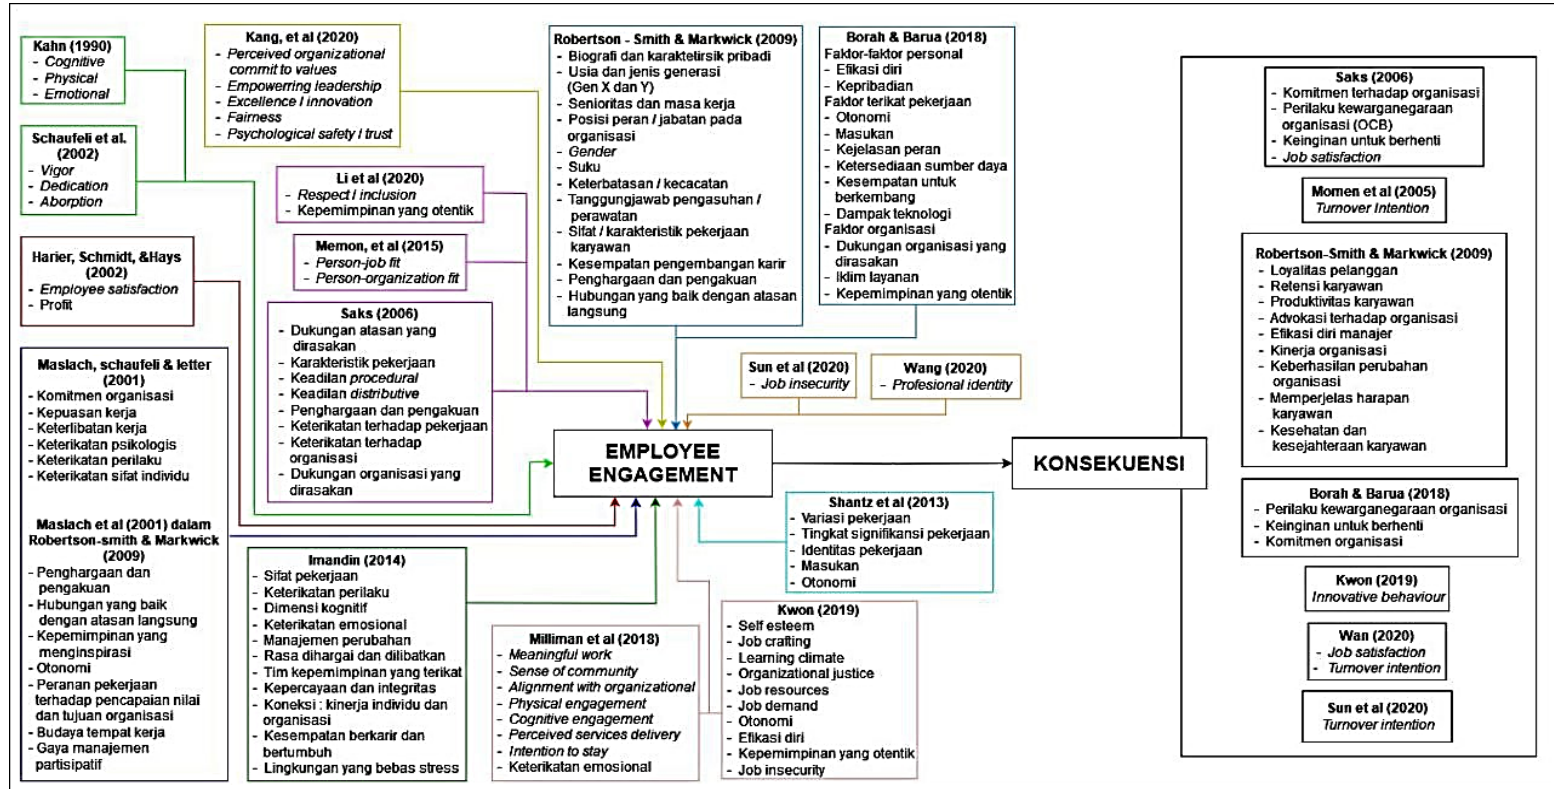 Kahn (1990)
- Cognitive
- Physical
- Emotional
Schaufeli et al.
(2002)
- Vigor
- Dedication
- Aborption
Harier, Schmidt, &Hays
(2002)
- Employee satisfaction
- Profit
Maslach, schaufeli & letter
(2001)
- Komitmen organisasi
- Kepuasan kerja
- Keterlibatan kerja
- Keterikatan psikologis
- Keterikatan perilaku
- Keterikatan sifat individu
Maslach et al (2001) dalam
Robertson-smith & Markwick
(2009)
- Penghargaan dan
pengakuan
- Hubungan yang baik
dengan atasan langsung
- Kepemimpinan yang
menginspirasi
- Otonomi
- Peranan pekerjaan
terhadap pencapaian nilai
dan tujuan organisasi
- Budaya tempat kerja
- Gaya manajemen
partisipatif
Kang, et al (2020)
- Perceived organizational
commit to values
- Empowerring leadership
- Excellence / innovation
- Fairness
- Psychological safety / trust
Li et al (2020)
- Respect / inclusion
- Kepemimpinan yang otentik
Memon, et al (2015)
- Person-job fit
- Person-organization fit
Saks (2006)
- Dukungan atasan yang
dirasakan
- Karakteristik pekerjaan
- Keadilan procedural
- Keadilan distributive
- Penghargaan dan pengakuan
- Keterikatan terhadap pekerjaan
- Keterikatan terhadap
organisasi
- Dukungan organisasi yang
dirasakan
Imandin (2014)
- Sifat pekerjaan
- Keterikatan perilaku
- Dimensi kognitif
- Keterikatan emosional
- Manajemen perubahan
- Rasa dihargai dan dilibatkan
- Tim kepemimpinan yang terikat
- Kepercayaan dan integritas
- Koneksi : kinerja individu dan
organisasi
- Kesempatan berkarir dan
bertumbuh
- Lingkungan yang bebas stress
Robertson - Smith & Markwick (2009)
- Biografi dan karaktetirsik pribadi
- Usia dan jenis generasi
(Gen X dan Y)
- Senioritas dan masa kerja
- Posisi peran / jabatan pada
organisasi
- Gender
- Suku
- Keterbatasan / kecacatan
- Tanggungjawab pengasuhan /
perawatan
- Sifat / karakteristik pekerjaan
karyawan
- Kesempatan pengembangan karir
- Penghargaan dan pengakuan
- Hubungan yang baik dengan atasan
langsung
Borah & Barua (2018)
Faktor-faktor personal
- Efikasi diri
- Kepribadian
Faktor terikat pekerjaan
- Otonomi
- Masukan
- Kejelasan peran
- Ketersediaan sumber daya
- Kesempatan untuk
berkembang
- Dampak teknologi
Faktor organisasi
- Dukungan organisasi yang
dirasakan
- Iklim layanan
- Kepemimpinan yang otentik
Sun et al (2020)
- Job insecurity
Wang (2020)
- Profesional identity
EMPLOYEE
ENGAGEMENT
KONSEKUENSI
Shantz et al (2013)
- Variasi pekerjaan
- Tingkat signifikansi pekerjaan
- Identitas pekerjaan
- Masukan
- Otonomi
Milliman et al (2018)
- Meaningful work
- Sense of community
- Alignment with organizational
- Physical engagement
- Cognitive engagement
- Perceived services delivery
- Intention to stay
- Keterikatan emosional
Kwon (2019)
- Self esteem
- Job crafting
- Learning climate
- Organizational justice
- Job resources
- Job demand
- Otonomi
- Efikasi diri
- Kepemimpinan yang otentik
- Job insecurity
Saks (2006)
- Komitmen terhadap organisasi
- Perilaku kewarganegaraan
organisasi (OCB)
- Keinginan untuk berhenti
- Job satisfaction
Momen et al (2005)
Turnover Intention
Robertson-Smith & Markwick (2009)
- Loyalitas pelanggan
- Retensi karyawan
- Produktivitas karyawan
- Advokasi terhadap organisasi
- Efikasi diri manajer
- Kinerja organisasi
- Keberhasilan perubahan
organisasi
- Memperjelas harapan
karyawan
- Kesehatan dan
kesejahteraan karyawan
Borah & Barua (2018)
- Perilaku kewarganegaraan organisasi
- Keinginan untuk berhenti
- Komitmen organisasi
Kwon (2019)
Innovative behaviour
Wan (2020)
- Job satisfaction
- Turnover intention
Sun et al (2020)
Turnover intention